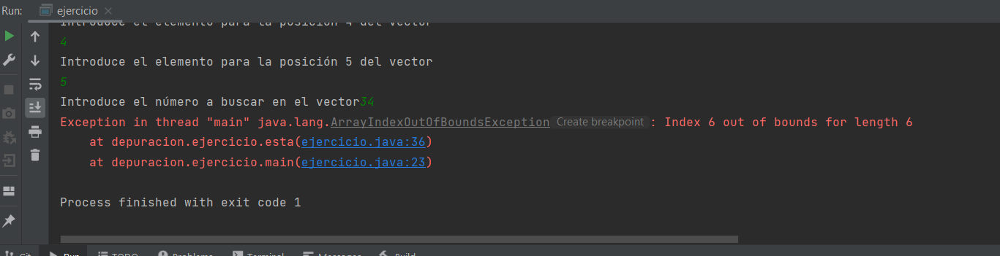 Run: ejercicio
Introduce el elemento para la posición 4 del vector
4
Introduce el elemento para la posición 5 del vector
5
Introduce el número a buscar en el vector34
Exception in thread "main" java.lang.ArrayIndexOutOfBoundsException Create breakpoint : Index 6 out of bounds for length 6
at depuracion.ejercicio.esta(ejercicio.java:36)
at depuracion.ejercicio.main(ejercicio.java:23)
Process finished with exit code 1
Git Run TODO Problems Terminal Messages Build